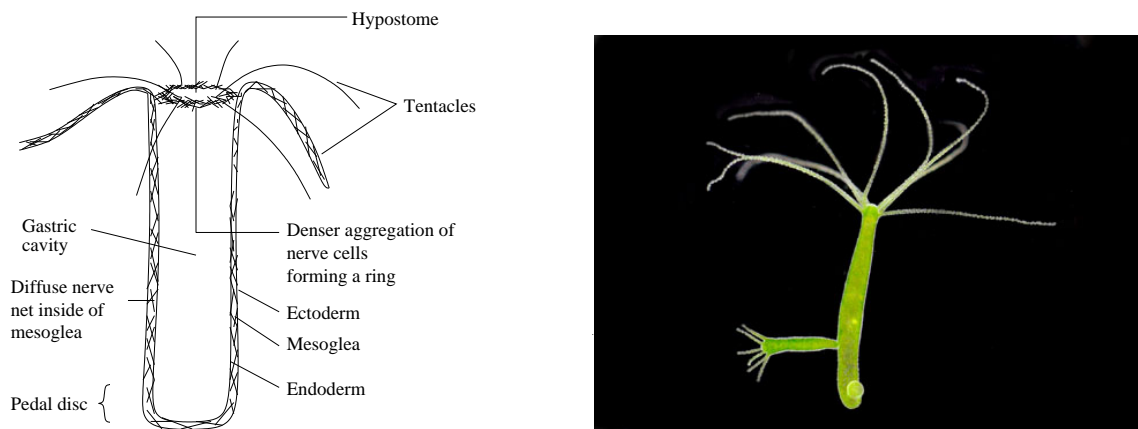 Hypostome
Tentacles
Gastric
cavity
Denser aggregation of
nerve cells
forming a ring
Diffuse nerve
net inside of
mesoglea
Ectoderm
Mesoglea
Endoderm
Pedal disc